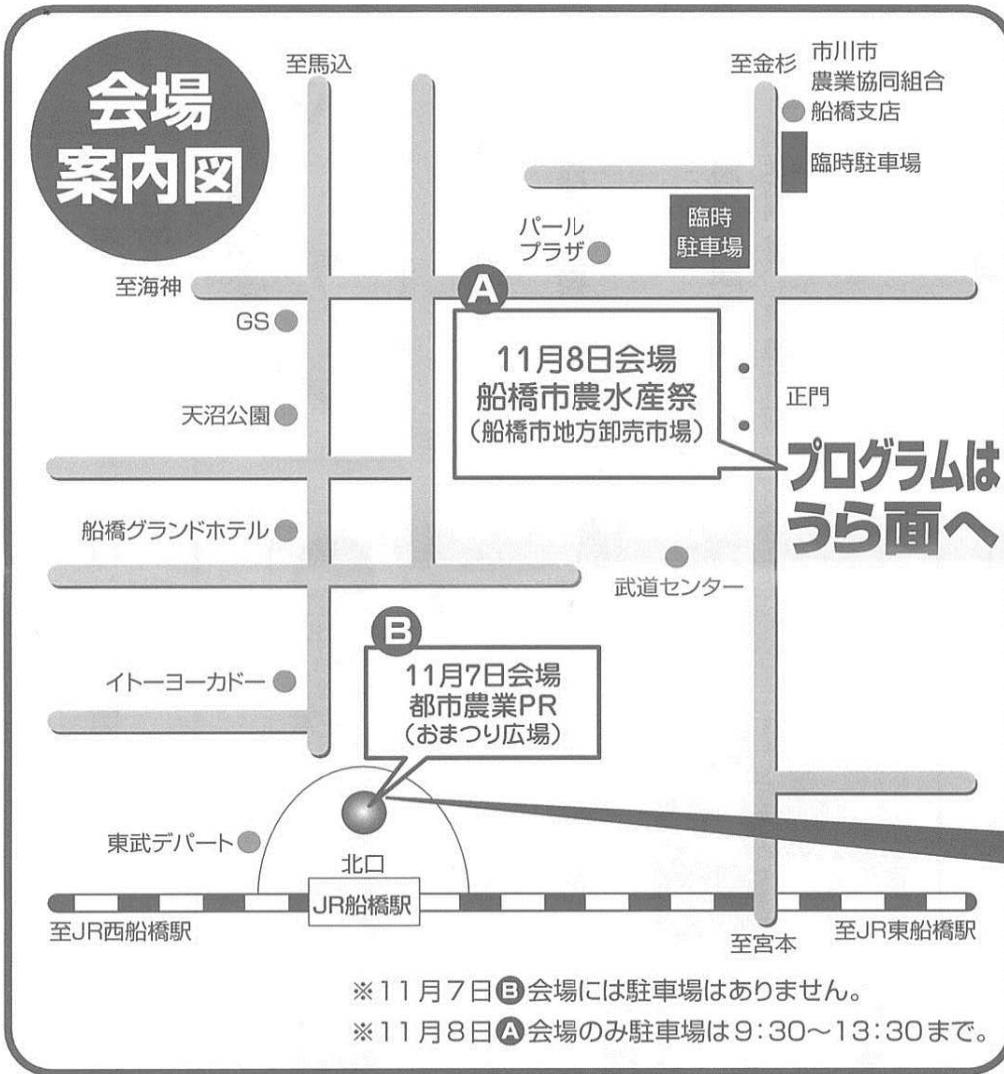 会場
案内図
至馬込
至金杉
市川市
農業協同組合
船橋支店
臨時駐車場
臨時
駐車場
パール
プラザ
至海神
A
GS
11月8日会場
船橋市農水産祭
（船橋市地方卸売市場）
正門
天沼公園
プログラムは
うら面へ
船橋グランドホテル
武道センター
B
11月7日会場
都市農業PR
（おまつり広場）
イトーヨーカドー
東武デパート
北口
JR船橋駅
至JR西船橋駅
至宮本
至JR東船橋駅
※11月7日B会場には駐車場はありません。
※11月8日A会場のみ駐車場は9:30～13:30まで。